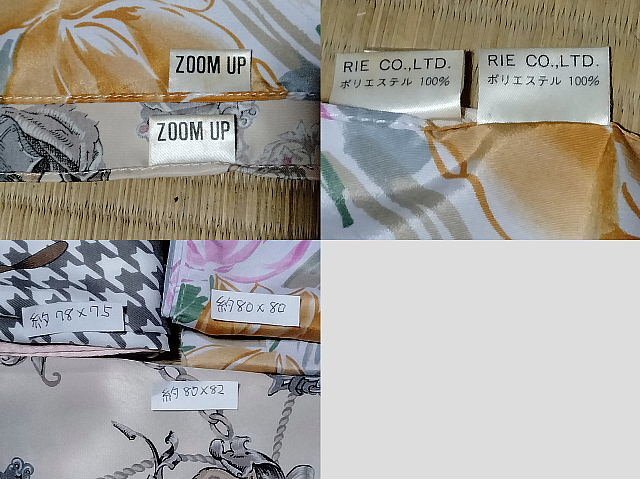 ZOOM UP
ZOOM UP
RIE CO.,LTD.
ポリエステル 100%
RIE CO.,LTD.
ポリエステル 100%
約78×75
約80×80
約80×82